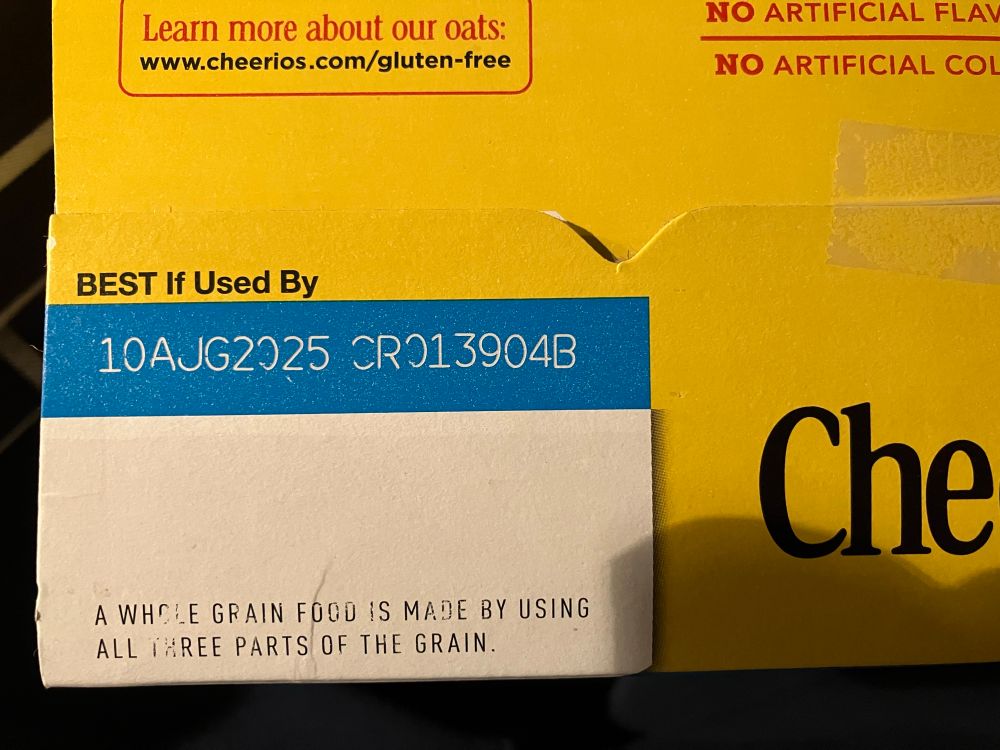 Learn more about our oats:
www.cheerios.com/gluten-free
NO ARTIFICIAL FLAV
NO ARTIFICIAL COL
BEST If Used By
10AUG2025 CR013904B
Che
A WHOLE GRAIN FOOD IS MADE BY USING
ALL THREE PARTS OF THE GRAIN.